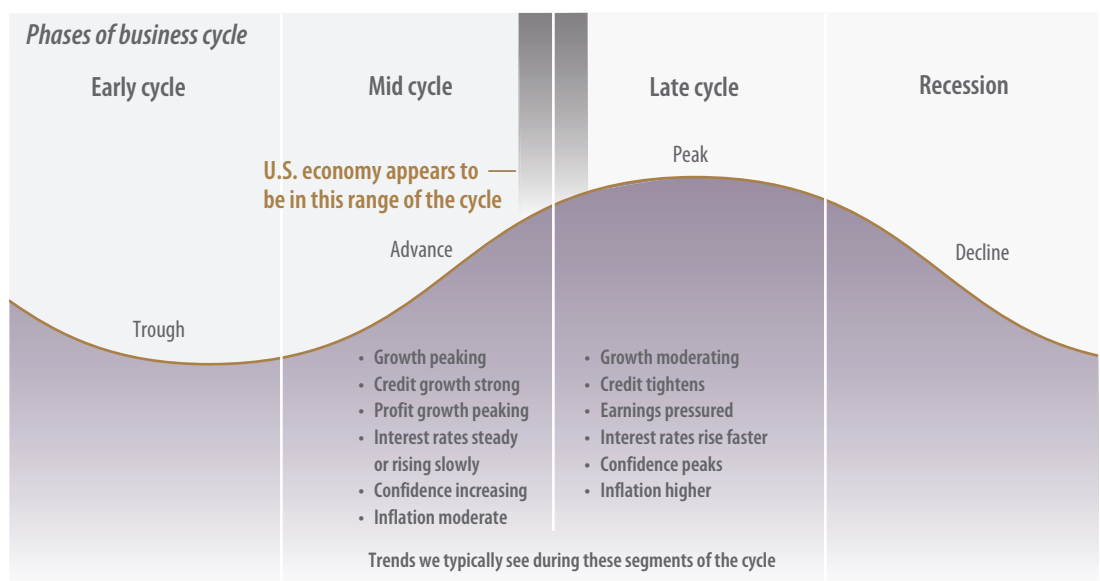 Phases of business cycle
Early cycle
Mid cycle
Late cycle
Recession
Peak
U.S. economy appears to
be in this range of the cycle
Advance
Decline
Trough
• Growth peaking
• Credit growth strong
• Profit growth peaking
• Interest rates steady
or rising slowly
• Confidence increasing
• Inflation moderate
• Growth moderating
• Credit tightens
• Earnings pressured
• Interest rates rise faster
• Confidence peaks
• Inflation higher
Trends we typically see during these segments of the cycle